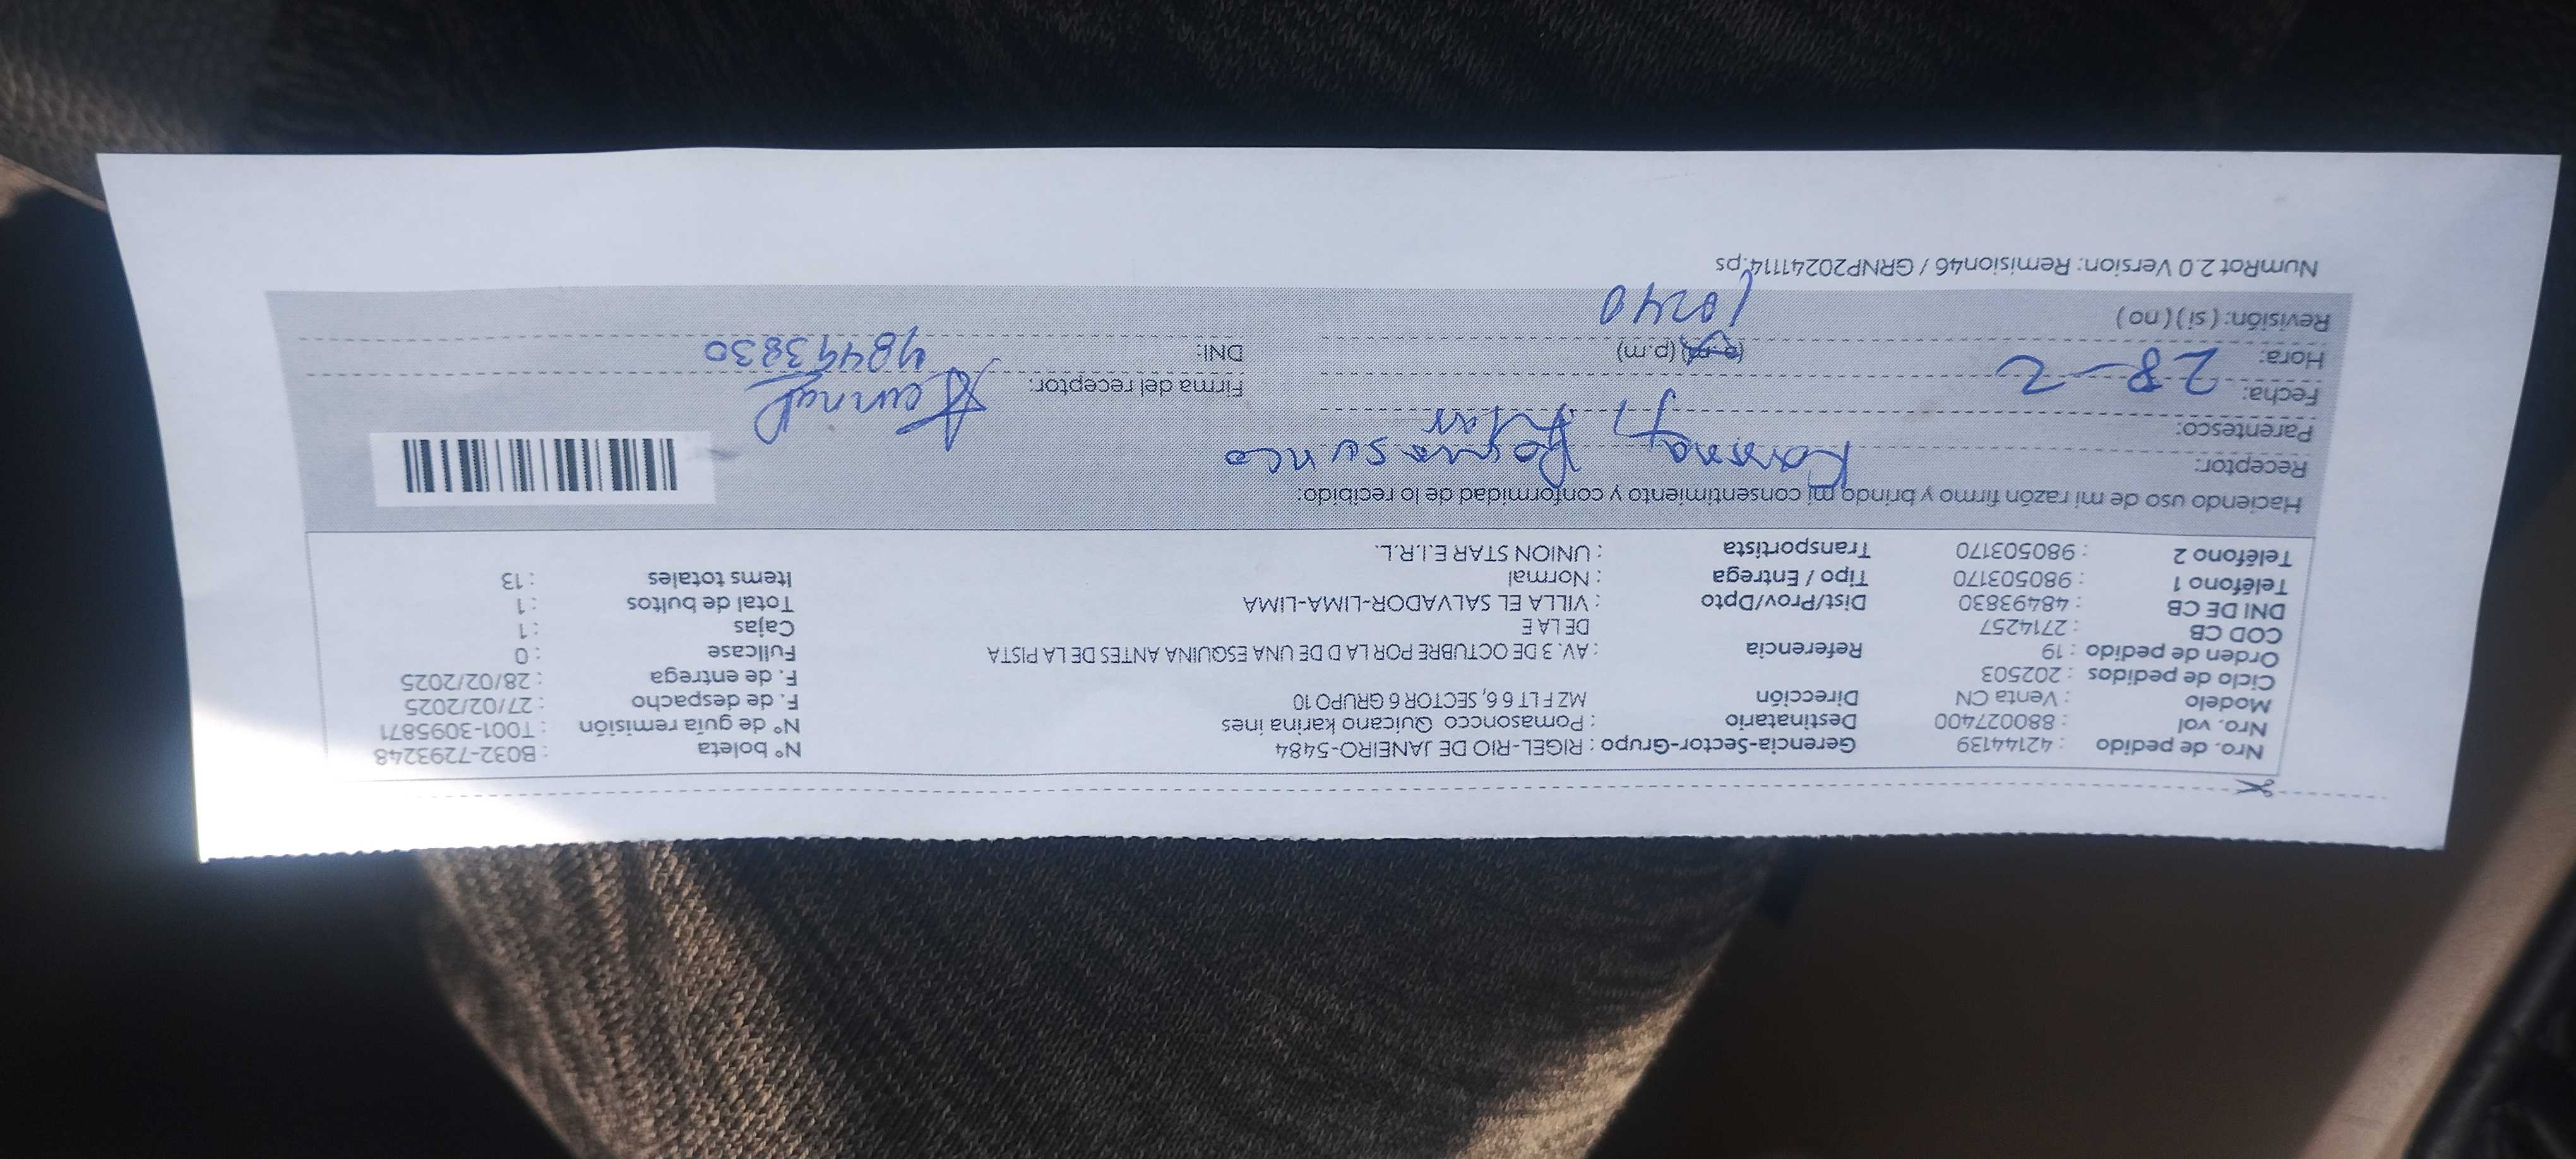 Nro. de pedido : 42144139 Gerencia-Sector-Grupo : RIGEL-RIO DE JANEIRO-5484 N° boleta : B032-7293248
Nro. vol : 880027400 Destinatario : Pomasoncco Quicano karina ines N° de guía remisión : T001-3095871
Modelo : Venta CN Dirección MZ F LT 6 6, SECTOR 6 GRUPO 10 F. de despacho : 27/02/2025
Ciclo de pedidos : 202503 F. de entrega : 28/02/2025
Orden de pedido : 19 Referencia : AV. 3 DE OCTUBRE POR LA D DE UNA ESQUINA ANTES DE LA PISTA Fullcase : 0
COD CB : 2714257 DE LA E Cajas : 1
DNI DE CB : 48493830 Dist/Prov/Dpto : VILLA EL SALVADOR-LIMA-LIMA Total de bultos : 1
Teléfono 1 : 980503170 Tipo / Entrega : Normal Items totales : 13
Teléfono 2 : 980503170 Transportista : UNION STAR E.I.R.L.
Haciendo uso de mi razón firmo y brindo mi consentimiento y conformidad de lo recibido:
Receptor: Karina
Parentesco:
Fecha: 28-2 Firma del receptor:
Hora: (a.m) (p.m) DNI: 48493830
Revisión: ( si ) ( no ) 10:40
NumRot 2.0 Version: Remision46 / GRNP20241114.ps